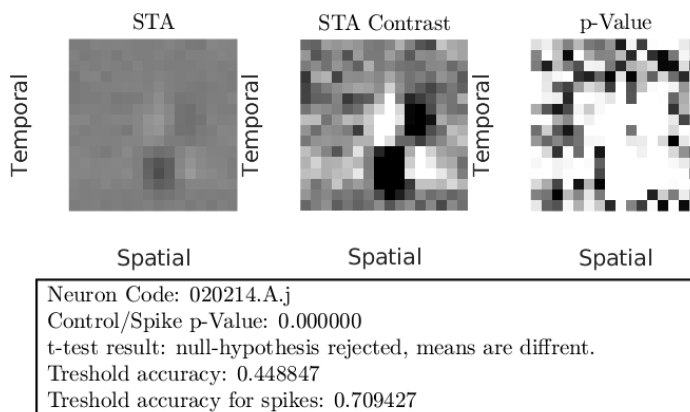 STA
STA Contrast
p-Value
Temporal
Temporal
Temporal
Spatial
Spatial
Spatial
Neuron Code: 020214.A.j
Control/Spike p-Value: 0.000000
t-test result: null-hypothesis rejected, means are diffrent.
Treshold accuracy: 0.448847
Treshold accuracy for spikes: 0.709427